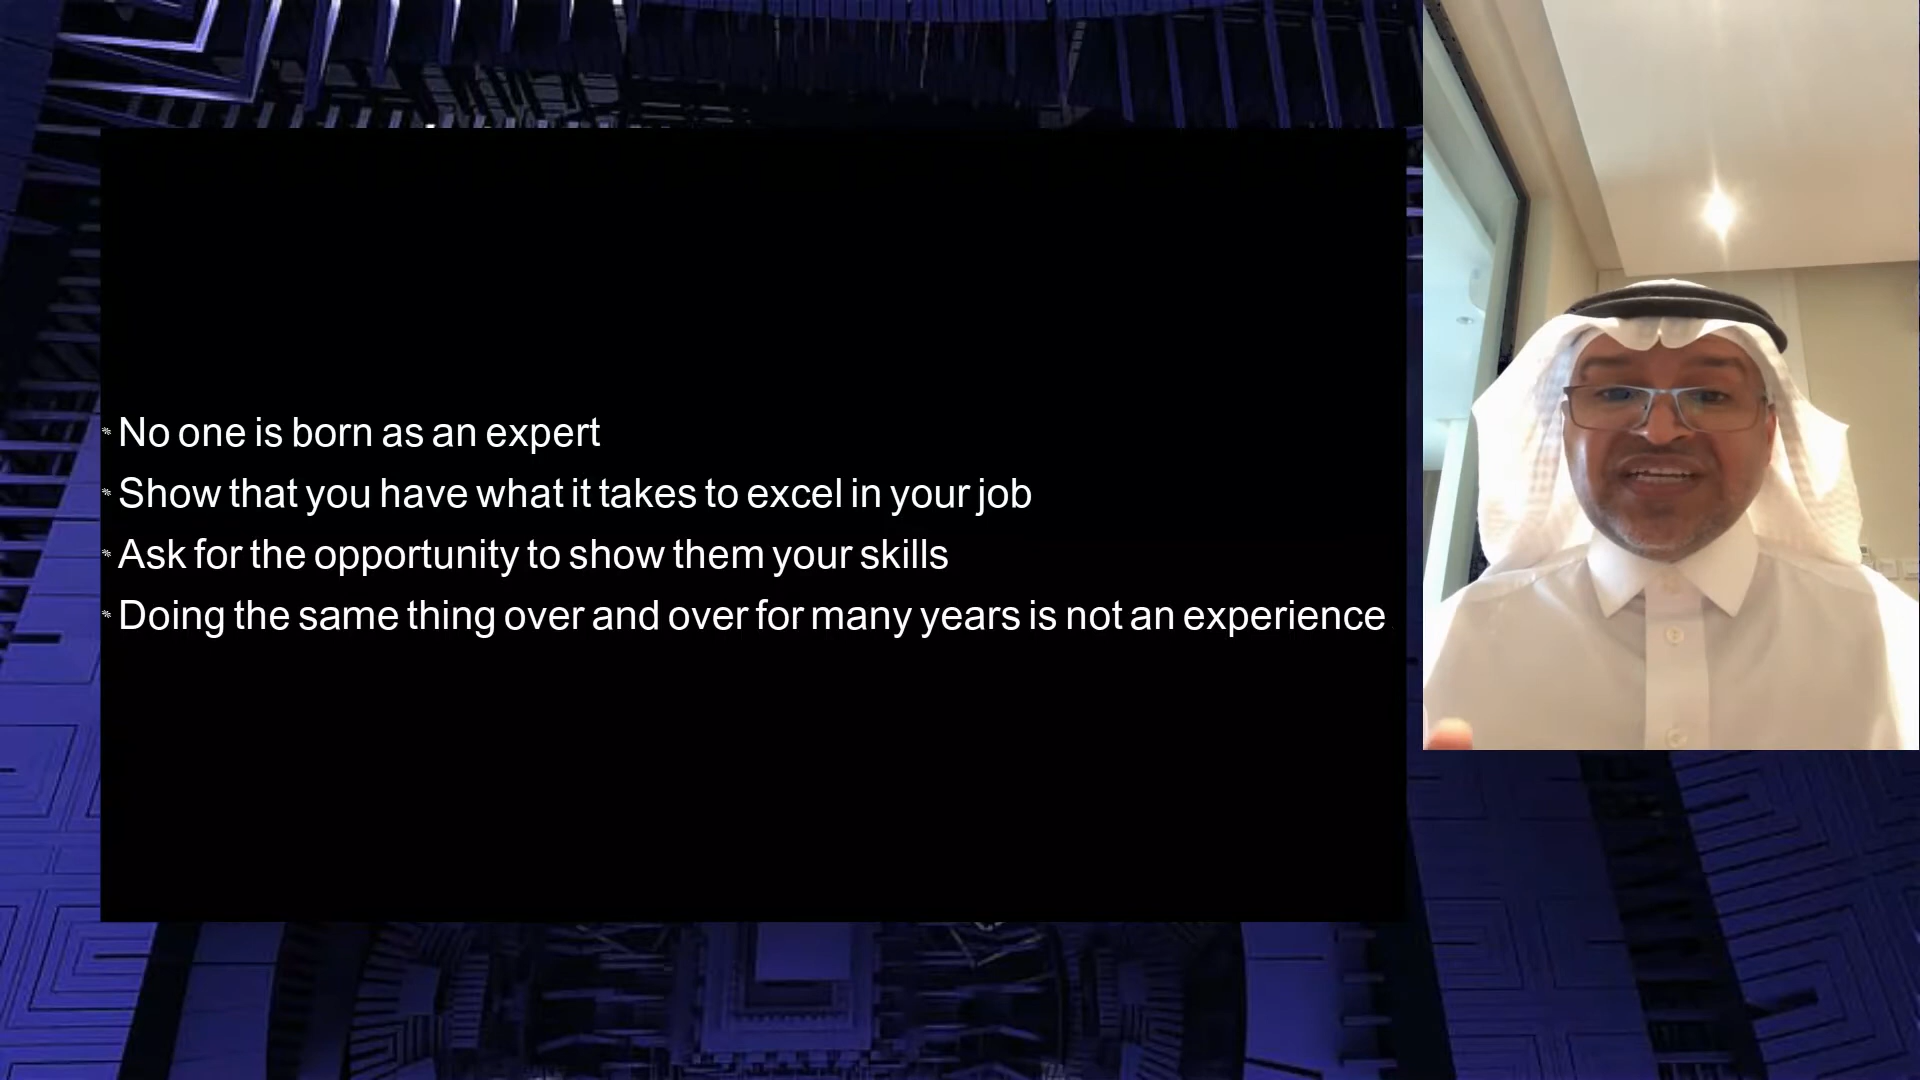 * No one is born as an expert
* Show that you have what it takes to excel in your job
* Ask for the opportunity to show them your skills
* Doing the same thing over and over for many years is not an experience